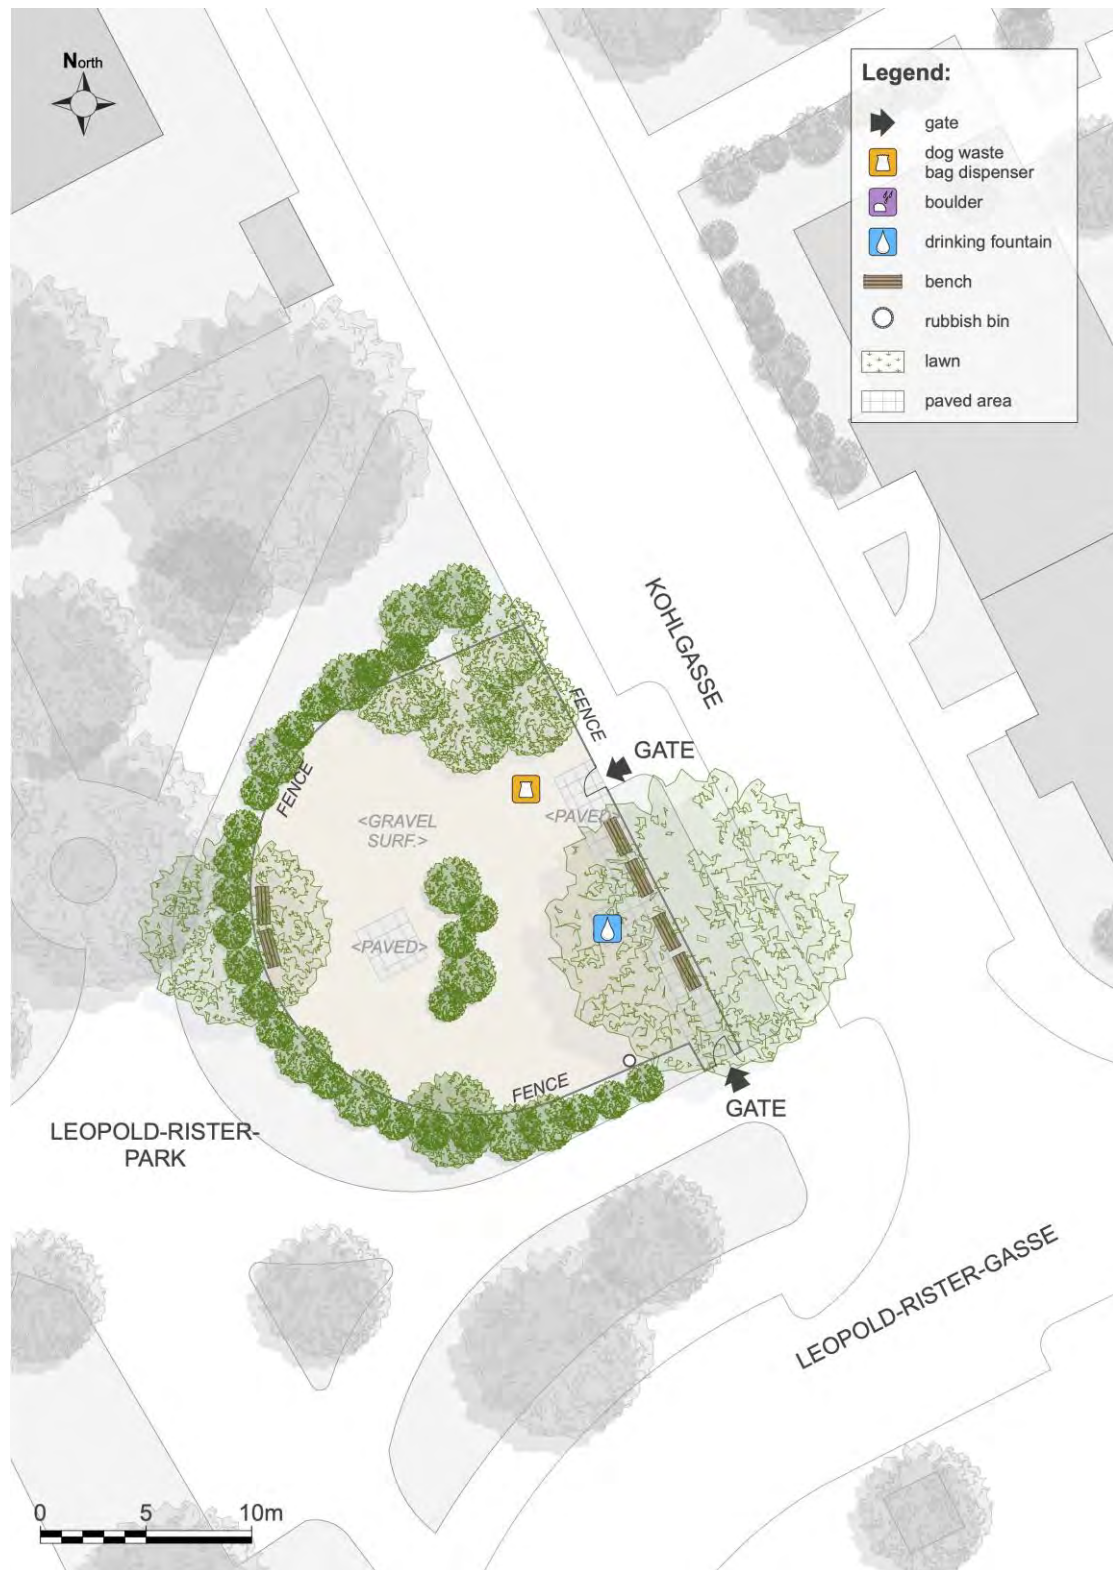 North
Legend:
gate
dog waste
bag dispenser
boulder
drinking fountain
bench
rubbish bin
lawn
paved area
KOHLGASSE
FENCE
GATE
FENCE
<GRAVEL
SURF.>
<PAVED>
<PAVED>
FENCE
GATE
LEOPOLD-RISTER-
PARK
LEOPOLD-RISTER-GASSE
0 5 10m